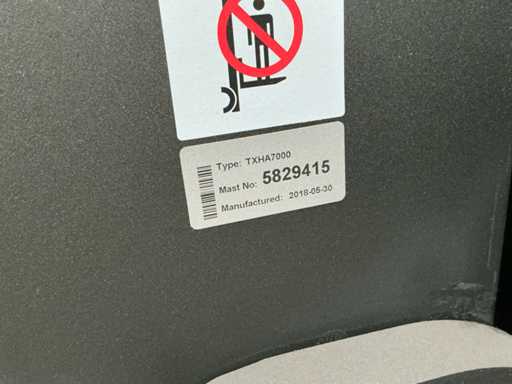 Type: TXHA7000
Mast No: 5829415
Manufactured: 2018-05-30